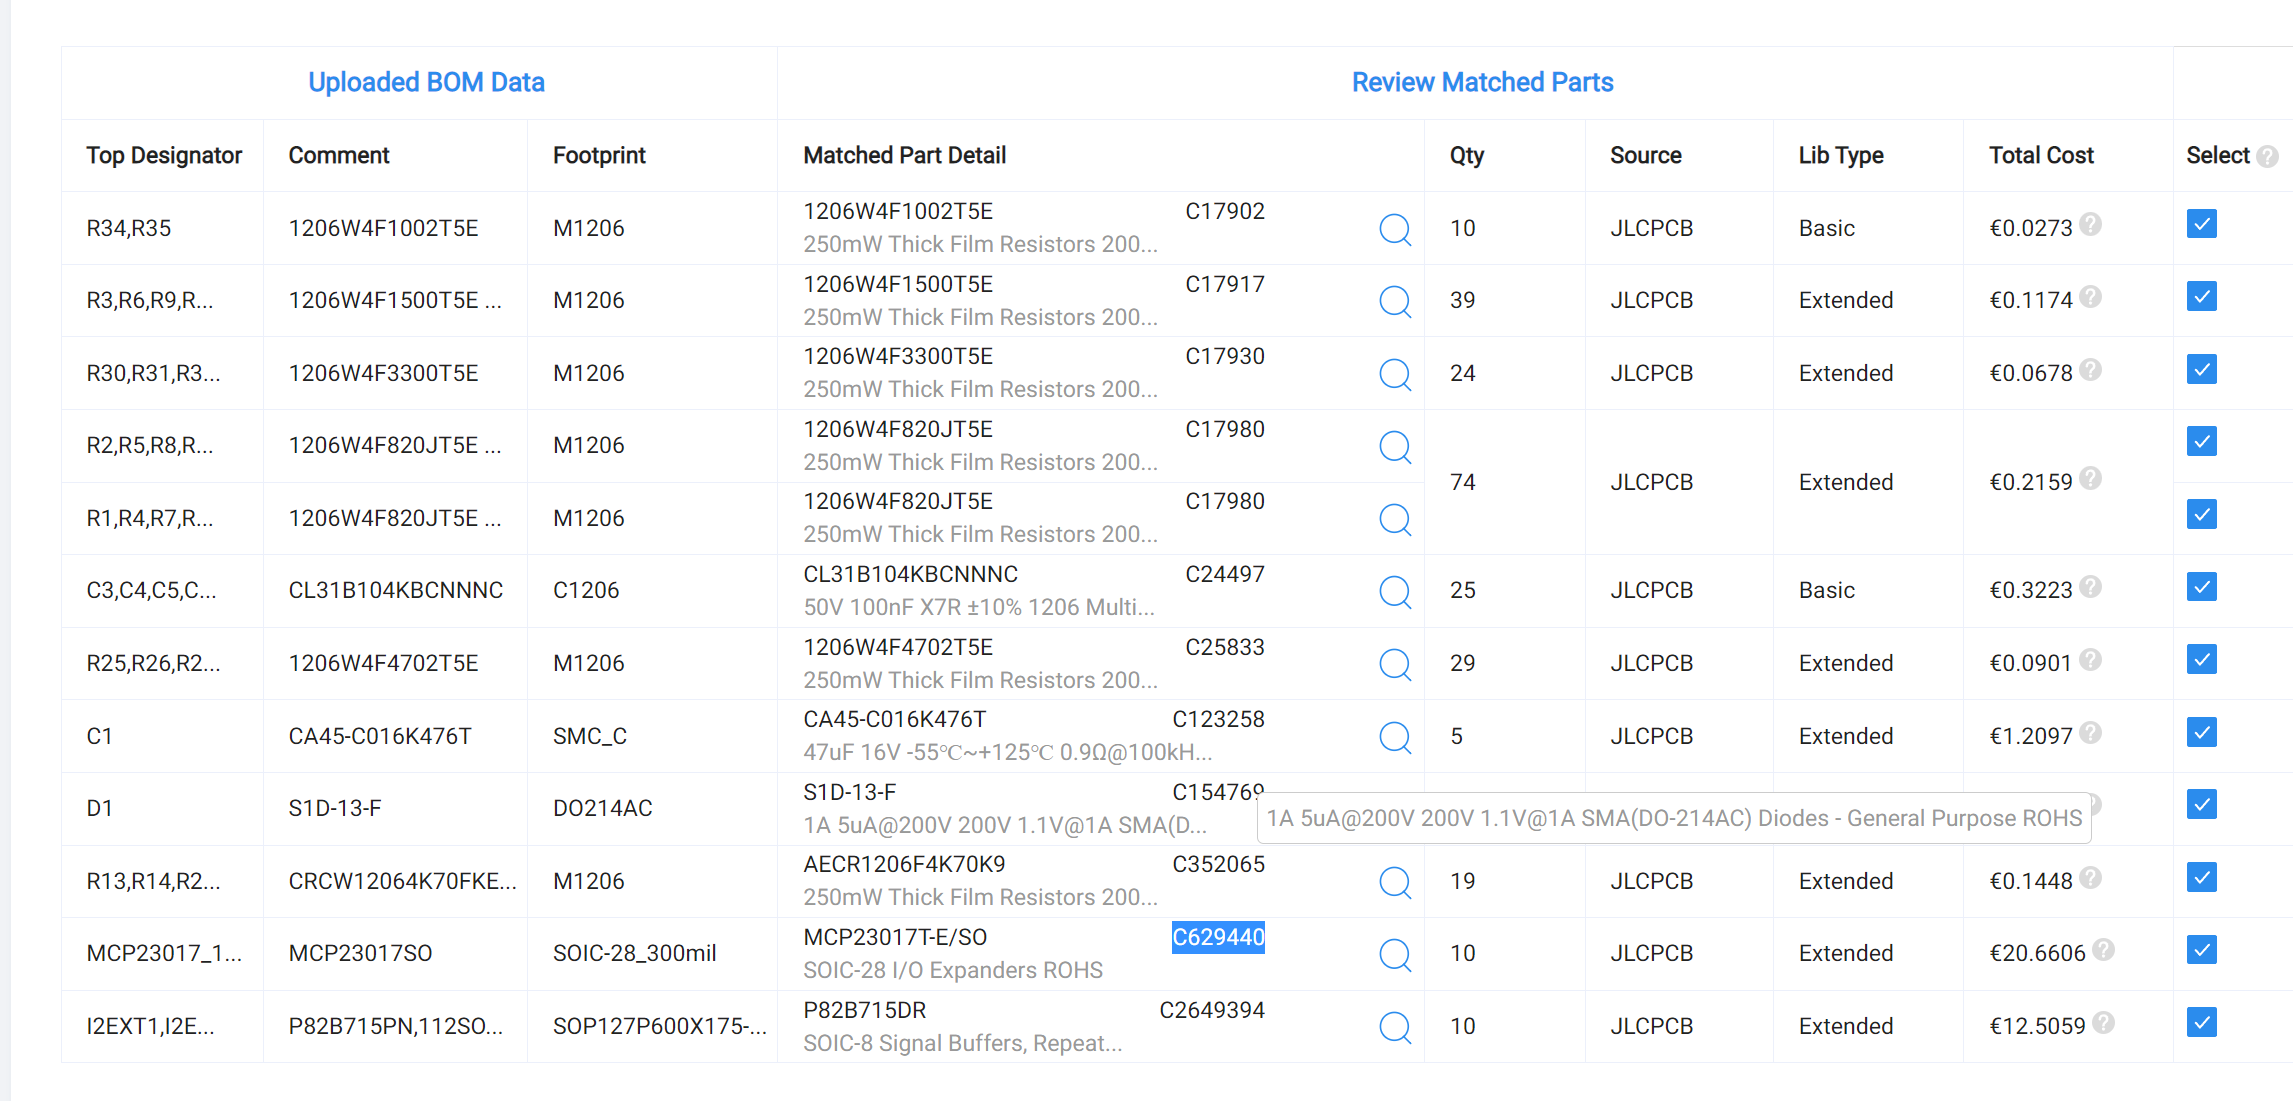 Uploaded BOM Data Review Matched Parts
Top Designator Comment Footprint Matched Part Detail Qty Source Lib Type Total Cost Select ?
R34,R35 1206W4F1002T5E M1206 1206W4F1002T5E C17902 10 JLCPCB Basic €0.0273 ?
250mW Thick Film Resistors 200...
R3,R6,R9,R... 1206W4F1500T5E ... M1206 1206W4F1500T5E C17917 39 JLCPCB Extended €0.1174 ?
250mW Thick Film Resistors 200...
R30,R31,R3... 1206W4F3300T5E M1206 1206W4F3300T5E C17930 24 JLCPCB Extended €0.0678 ?
250mW Thick Film Resistors 200...
R2,R5,R8,R... 1206W4F820JT5E ... M1206 1206W4F820JT5E C17980 74 JLCPCB Extended €0.2159 ?
250mW Thick Film Resistors 200...
R1,R4,R7,R... 1206W4F820JT5E ... M1206 1206W4F820JT5E C17980
250mW Thick Film Resistors 200...
C3,C4,C5,C... CL31B104KBCNNNC C1206 CL31B104KBCNNNC C24497 25 JLCPCB Basic €0.3223 ?
50V 100nF X7R ±10% 1206 Multi...
R25,R26,R2... 1206W4F4702T5E M1206 1206W4F4702T5E C25833 29 JLCPCB Extended €0.0901 ?
250mW Thick Film Resistors 200...
C1 CA45-C016K476T SMC_C CA45-C016K476T C123258 5 JLCPCB Extended €1.2097 ?
47uF 16V -55℃~+125℃ 0.9Ω@100kH...
D1 S1D-13-F DO214AC S1D-13-F C154769
1A 5uA@200V 200V 1.1V@1A SMA(D...
1A 5uA@200V 200V 1.1V@1A SMA(DO-214AC) Diodes - General Purpose ROHS
R13,R14,R2... CRCW12064K70FKE... M1206 AECR1206F4K70K9 C352065 19 JLCPCB Extended €0.1448 ?
250mW Thick Film Resistors 200...
MCP23017_1... MCP23017SO SOIC-28_300mil MCP23017T-E/SO C629440 10 JLCPCB Extended €20.6606 ?
SOIC-28 I/O Expanders ROHS
I2EXT1,I2E... P82B715PN,112SO... SOP127P600X175-... P82B715DR C2649394 10 JLCPCB Extended €12.5059 ?
SOIC-8 Signal Buffers, Repeat...